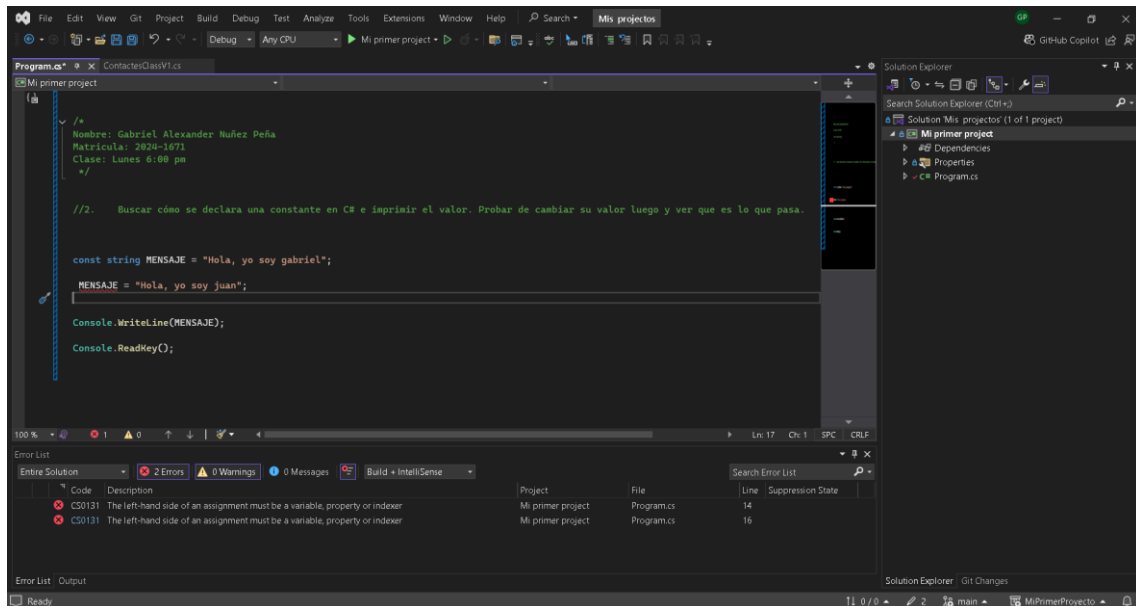 File Edit View Git Project Build Debug Test Analyze Tools Extensions Window Help Search Mis projectos GP
Debug Any CPU Mi primer project GitHub Copilot
Program.cs* ContactesClassV1.cs
Mi primer project
/*
Nombre: Gabriel Alexander Nuñez Peña
Matricula: 2024-1671
Clase: Lunes 6:00 pm
*/
//2. Buscar cómo se declara una constante en C# e imprimir el valor. Probar de cambiar su valor luego y ver que es lo que pasa.
const string MENSAJE = "Hola, yo soy gabriel";
MENSAJE = "Hola, yo soy juan";
Console.WriteLine(MENSAJE);
Console.ReadKey();
100 % 1 0 Ln: 17 Ch: 1 SPC CRLF
Solution Explorer
Search Solution Explorer (Ctrl+;)
Solution 'Mis projectos' (1 of 1 project)
Mi primer project
Dependencies
Properties
C# Program.cs
Error List
Entire Solution 2 Errors 0 Warnings 0 Messages Build + IntelliSense Search Error List
Code Description Project File Line Suppression State
CS0131 The left-hand side of an assignment must be a variable, property or indexer Mi primer project Program.cs 14
CS0131 The left-hand side of an assignment must be a variable, property or indexer Mi primer project Program.cs 16
Error List Output
Solution Explorer Git Changes
Ready 0 / 0 2 main MiPrimerProyecto